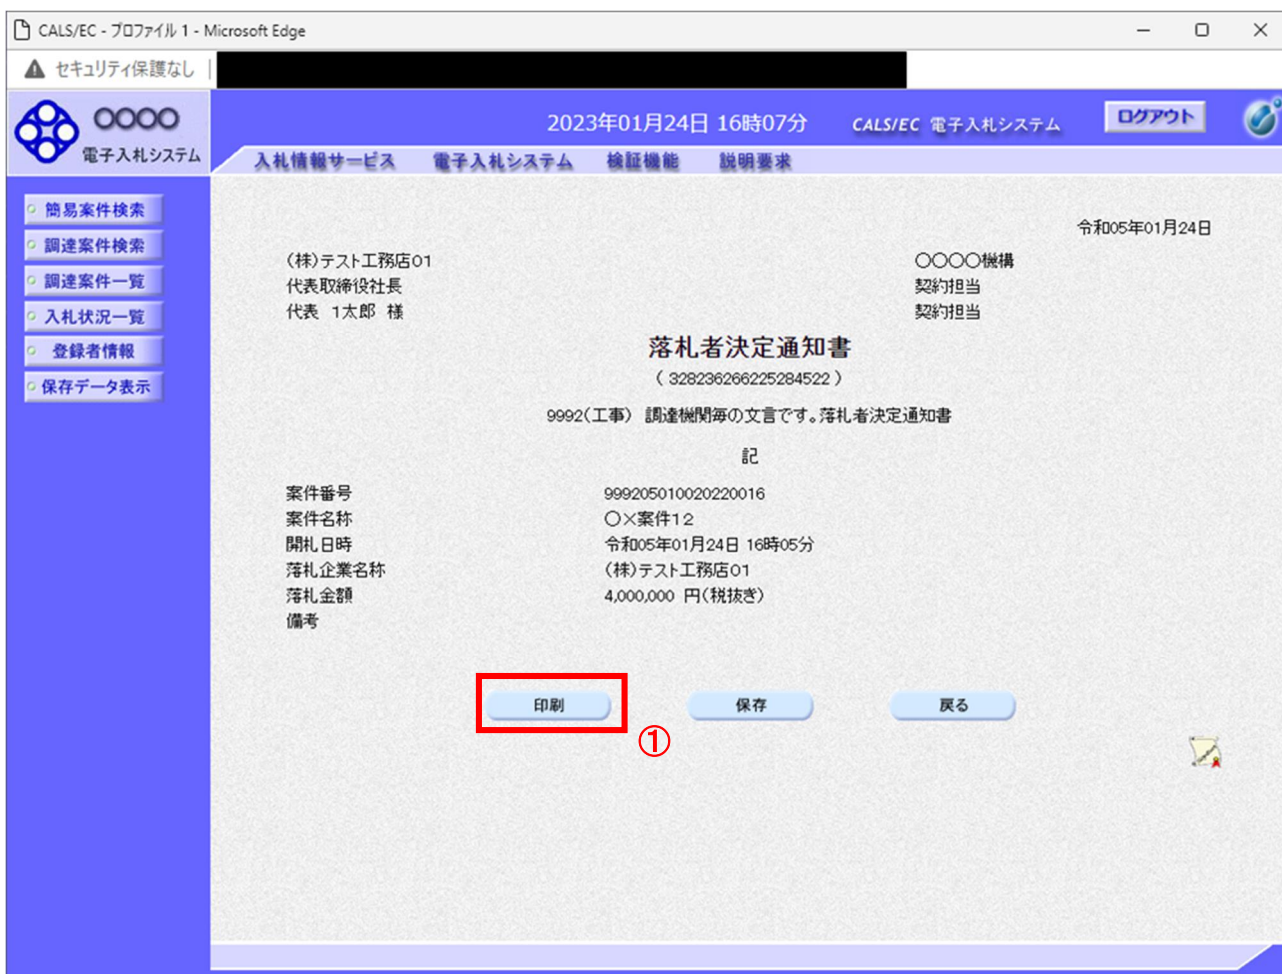 CALS/EC - プロファイル 1 - Microsoft Edge
セキュリティ保護なし
〇〇〇〇
電子入札システム
2023年01月24日 16時07分
CALS/EC 電子入札システム
ログアウト
入札情報サービス 電子入札システム 検証機能 説明要求
簡易案件検索
調達案件検索
調達案件一覧
入札状況一覧
登録者情報
保存データ表示
令和05年01月24日
(株)テスト工務店01
代表取締役社長
代表 1太郎 様
〇〇〇〇機構
契約担当
契約担当
落札者決定通知書
( 328236266225284522 )
9992(工事) 調達機関毎の文言です。落札者決定通知書
記
案件番号 999205010020220016
案件名称 〇×案件12
開札日時 令和05年01月24日 16時05分
落札企業名称 (株)テスト工務店01
落札金額 4,000,000 円(税抜き)
備考
印刷 保存 戻る
①